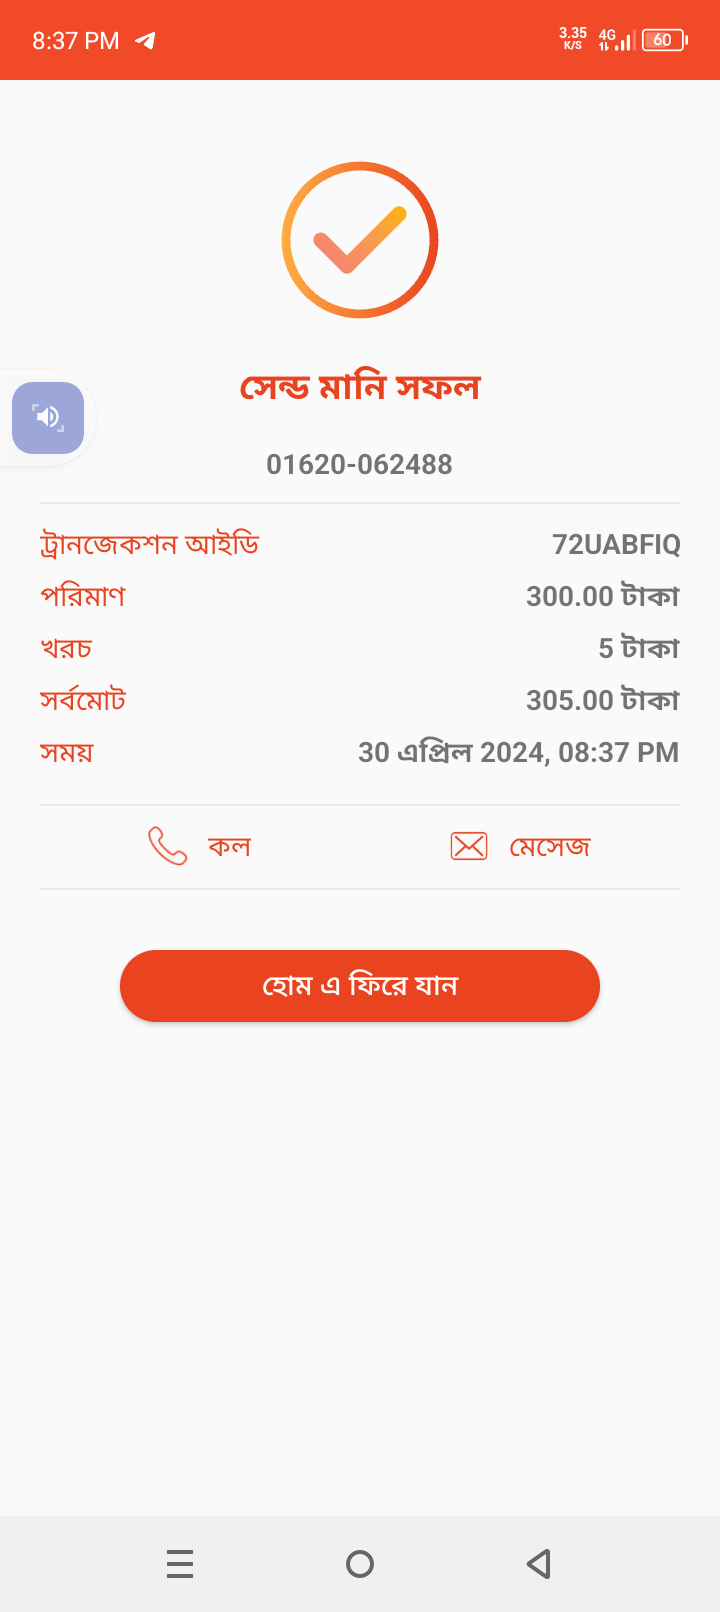 8:37 PM
3.35 K/S 4G 60
সেন্ড মানি সফল
01620-062488
ট্রানজেকশন আইডি 72UABFIQ
পরিমাণ 300.00 টাকা
খরচ 5 টাকা
সর্বমোট 305.00 টাকা
সময় 30 এপ্রিল 2024, 08:37 PM
কল মেসেজ
হোম এ ফিরে যান